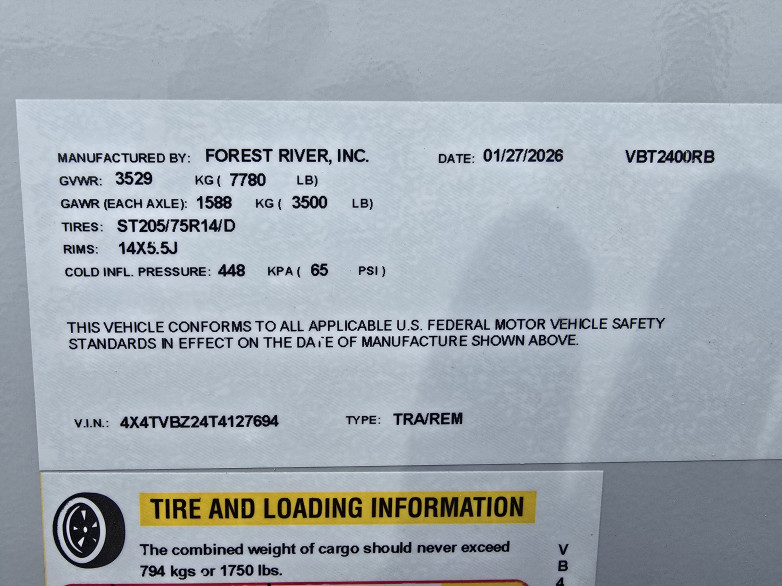 MANUFACTURED BY: FOREST RIVER, INC. DATE: 01/27/2026 VBT2400RB
GVWR: 3529 KG ( 7780 LB)
GAWR (EACH AXLE): 1588 KG ( 3500 LB)
TIRES: ST205/75R14/D
RIMS: 14X5.5J
COLD INFL. PRESSURE: 448 KPA ( 65 PSI )
THIS VEHICLE CONFORMS TO ALL APPLICABLE U.S. FEDERAL MOTOR VEHICLE SAFETY
STANDARDS IN EFFECT ON THE DATE OF MANUFACTURE SHOWN ABOVE.
V.I.N.: 4X4TVBZ24T4127694 TYPE: TRA/REM
TIRE AND LOADING INFORMATION
The combined weight of cargo should never exceed
794 kgs or 1750 lbs.
V
B
4